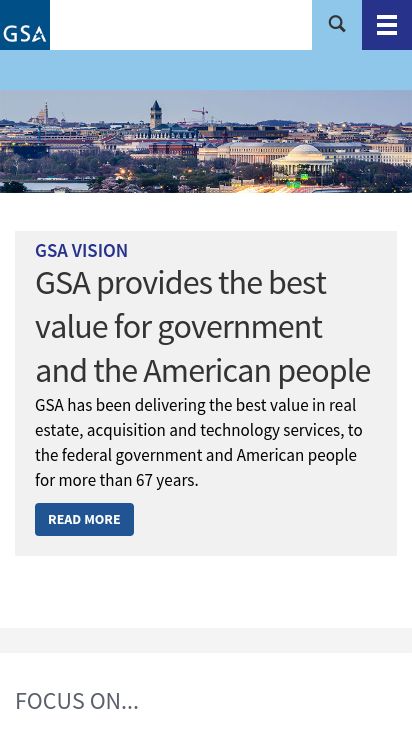 GSA
GSA VISION
GSA provides the best
value for government
and the American people
GSA has been delivering the best value in real
estate, acquisition and technology services, to
the federal government and American people
for more than 67 years.
READ MORE
FOCUS ON...